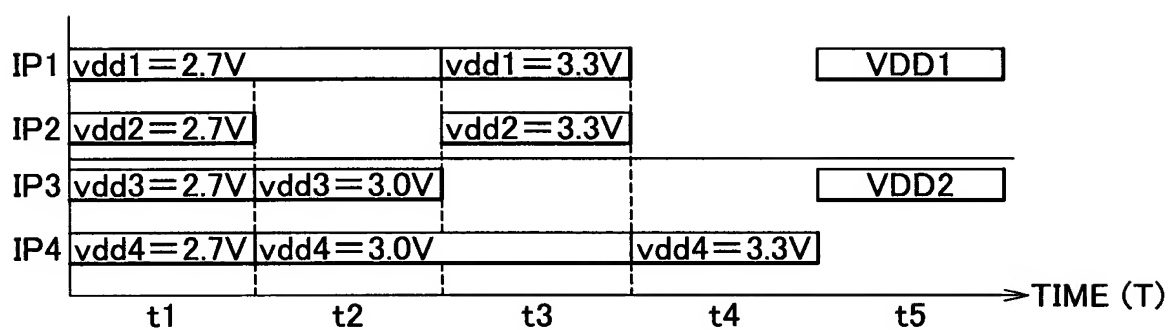 IP1 vdd1=2.7V vdd1=3.3V VDD1
IP2 vdd2=2.7V vdd2=3.3V
IP3 vdd3=2.7V vdd3=3.0V VDD2
IP4 vdd4=2.7V vdd4=3.0V vdd4=3.3V
TIME (T)
t1 t2 t3 t4 t5